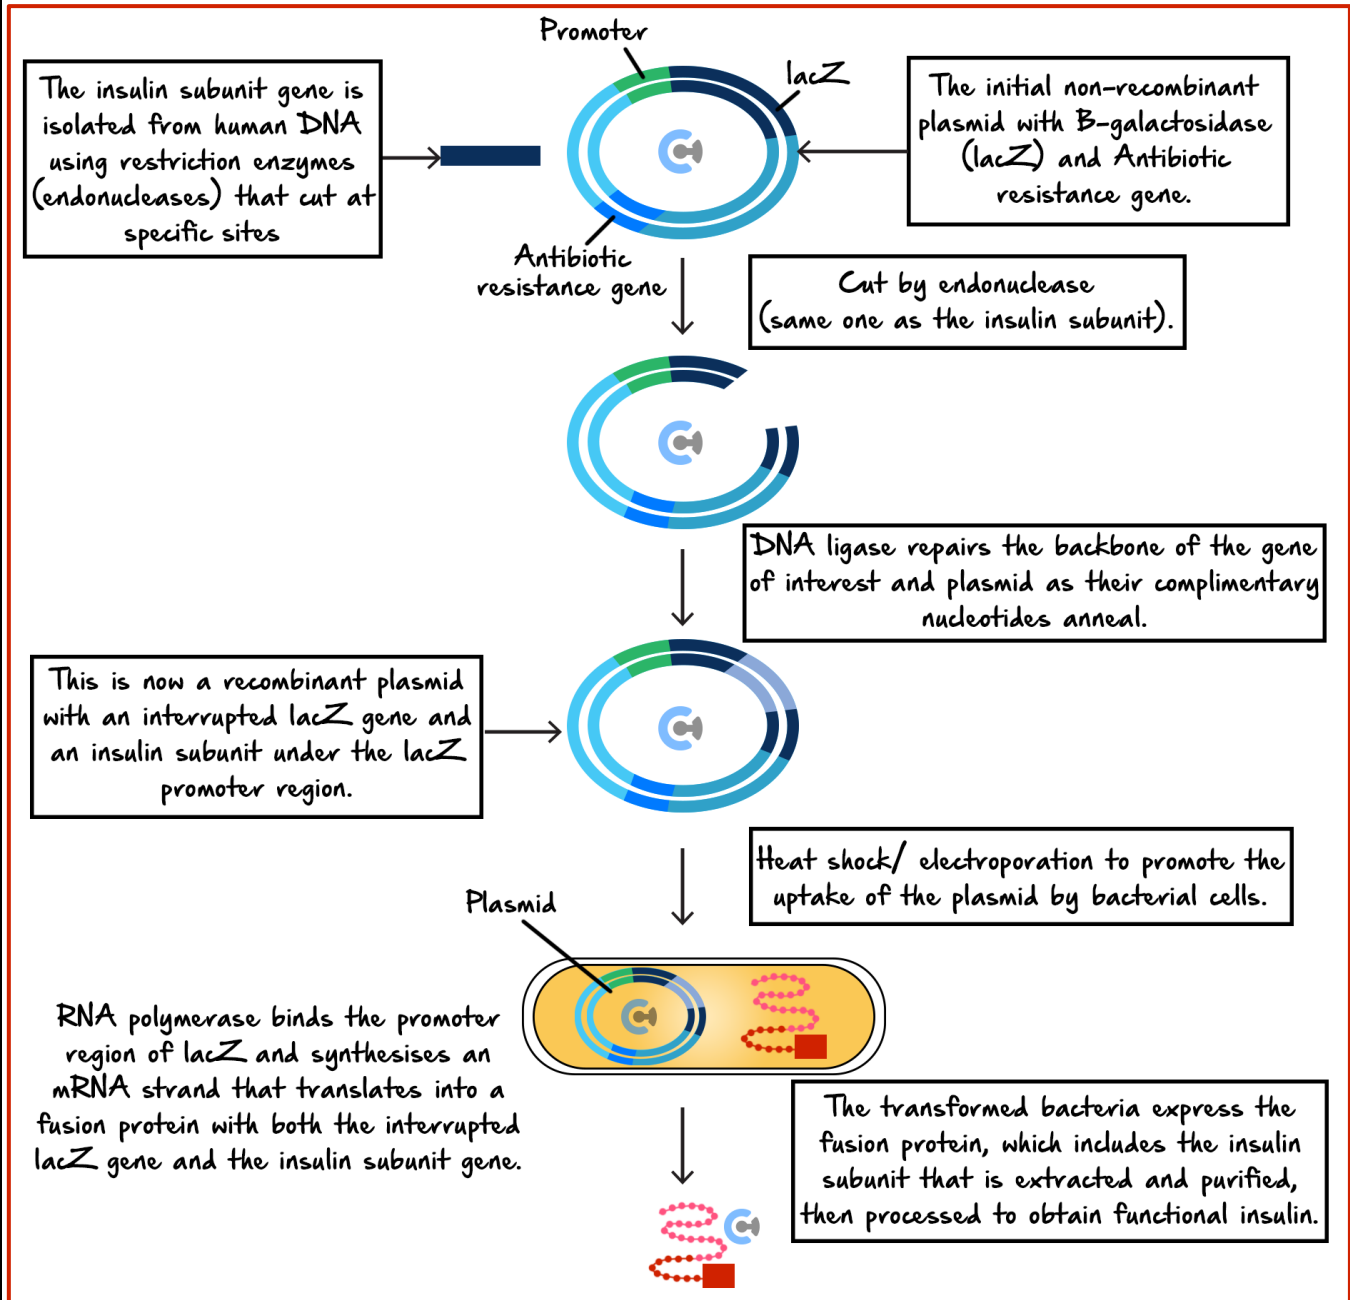 Promoter
lacZ
The insulin subunit gene is
isolated from human DNA
using restriction enzymes
(endonucleases) that cut at
specific sites
The initial non-recombinant
plasmid with B-galactosidase
(lacZ) and Antibiotic
resistance gene.
Antibiotic
resistance gene
Cut by endonuclease
(same one as the insulin subunit).
DNA ligase repairs the backbone of the gene
of interest and plasmid as their complimentary
nucleotides anneal.
This is now a recombinant plasmid
with an interrupted lacZ gene and
an insulin subunit under the lacZ
promoter region.
Heat shock/ electroporation to promote the
uptake of the plasmid by bacterial cells.
Plasmid
RNA polymerase binds the promoter
region of lacZ and synthesises an
mRNA strand that translates into a
fusion protein with both the interrupted
lacZ gene and the insulin subunit gene.
The transformed bacteria express the
fusion protein, which includes the insulin
subunit that is extracted and purified,
then processed to obtain functional insulin.